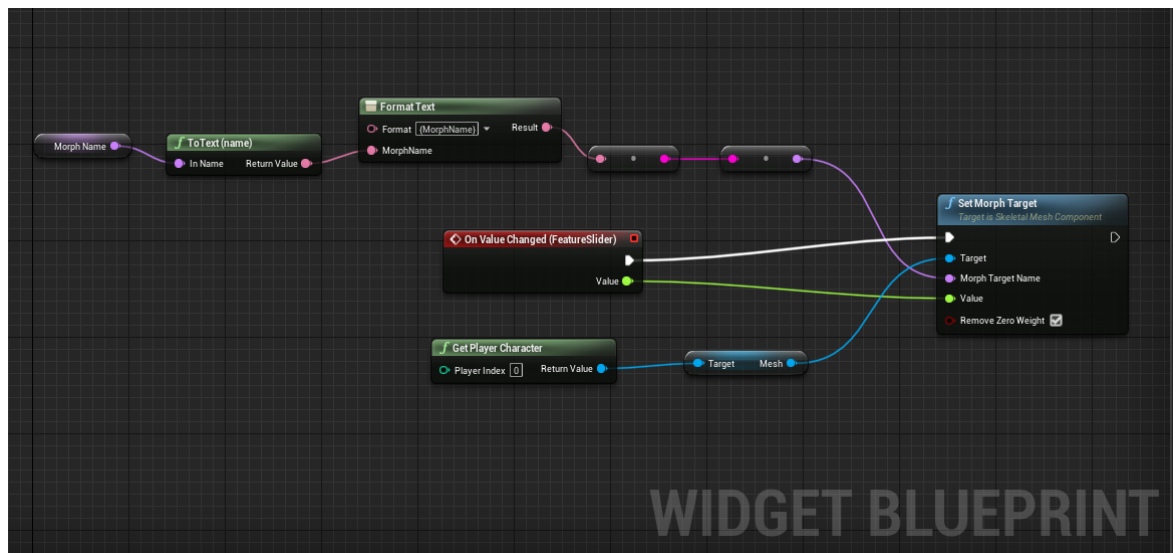 Format Text
Format {MorphName} Result
MorphName
Morph Name
f ToText (name)
In Name Return Value
f Set Morph Target
Target is Skeletal Mesh Component
Target
Morph Target Name
Value
Remove Zero Weight
On Value Changed (FeatureSlider)
Value
f Get Player Character
Player Index 0 Return Value
Target Mesh
WIDGET BLUEPRINT